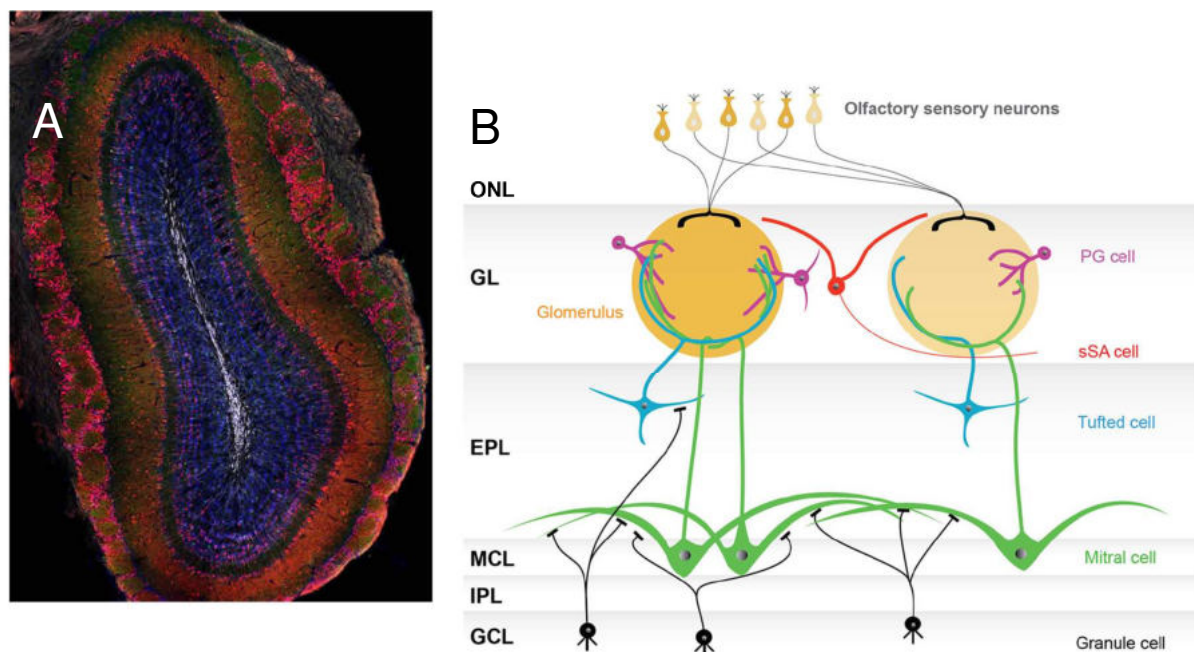 A
B
Olfactory sensory neurons
ONL
GL
PG cell
Glomerulus
sSA cell
Tufted cell
EPL
MCL
Mitral cell
IPL
GCL
Granule cell